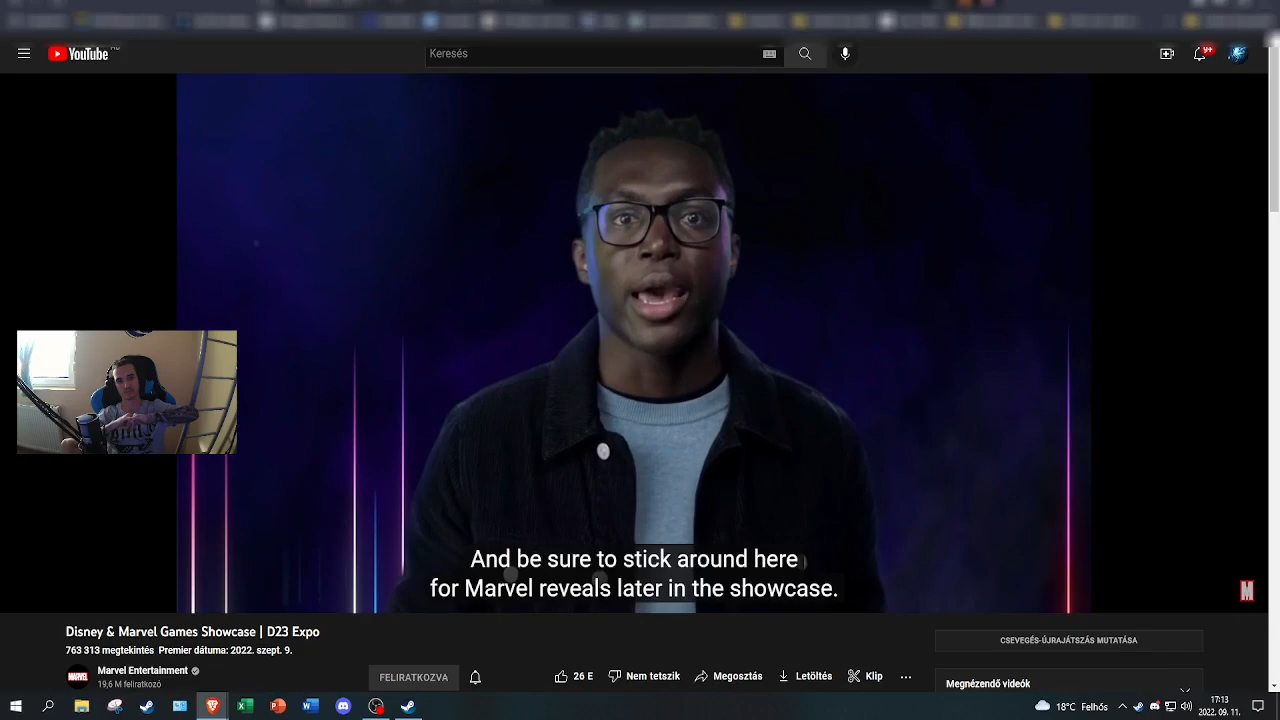 YouTube
HU
Keresés
9+
And be sure to stick around here
for Marvel reveals later in the showcase.
M
Disney & Marvel Games Showcase | D23 Expo
763 313 megtekintés Premier dátuma: 2022. szept. 9.
MARVEL
Marvel Entertainment
19,6 M feliratkozó
FELIRATKOZVA
26 E
Nem tetszik
Megosztás
Letöltés
Klip
CSEVEGÉS-ÚJRAJÁTSZÁS MUTATÁSA
Megnézendő videók
18°C Felhős
17:13
2022. 09. 11.